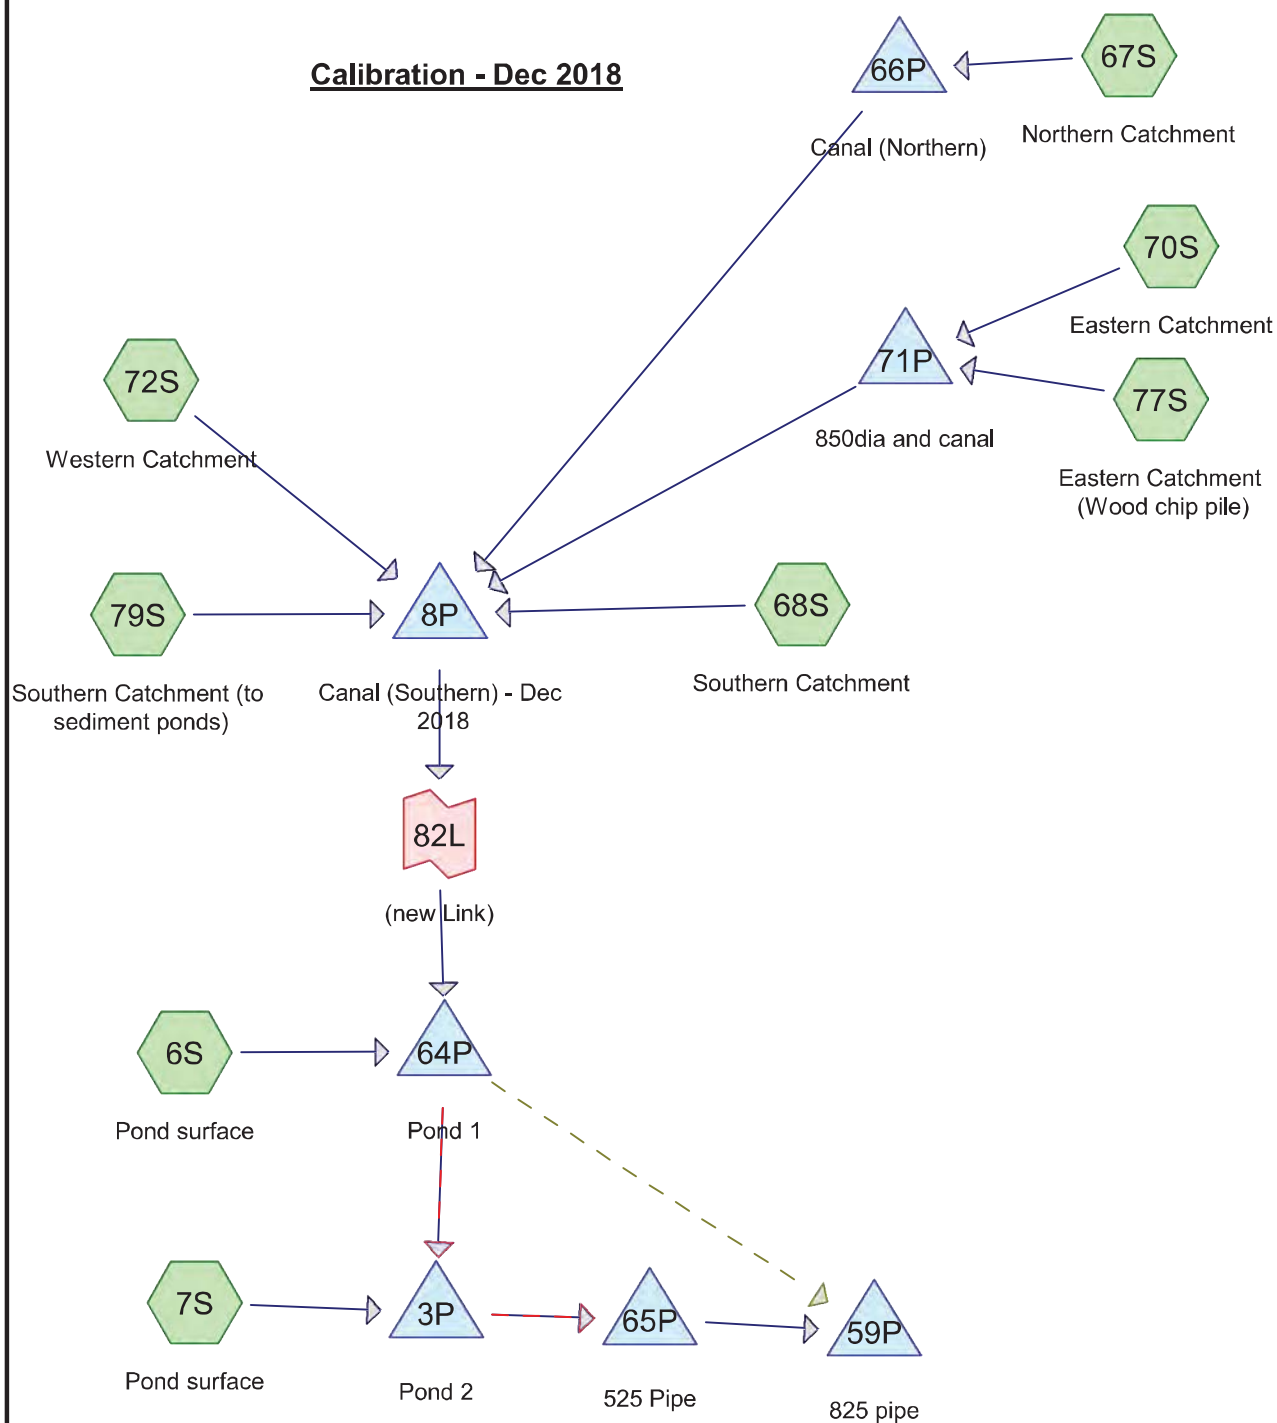 Calibration - Dec 2018
66P
67S
Canal (Northern)
Northern Catchment
70S
Eastern Catchment
71P
850dia and canal
77S
Eastern Catchment
(Wood chip pile)
72S
Western Catchment
79S
Southern Catchment (to
sediment ponds)
8P
Canal (Southern) - Dec
2018
68S
Southern Catchment
82L
(new Link)
6S
Pond surface
64P
Pond 1
7S
Pond surface
3P
Pond 2
65P
525 Pipe
59P
825 pipe